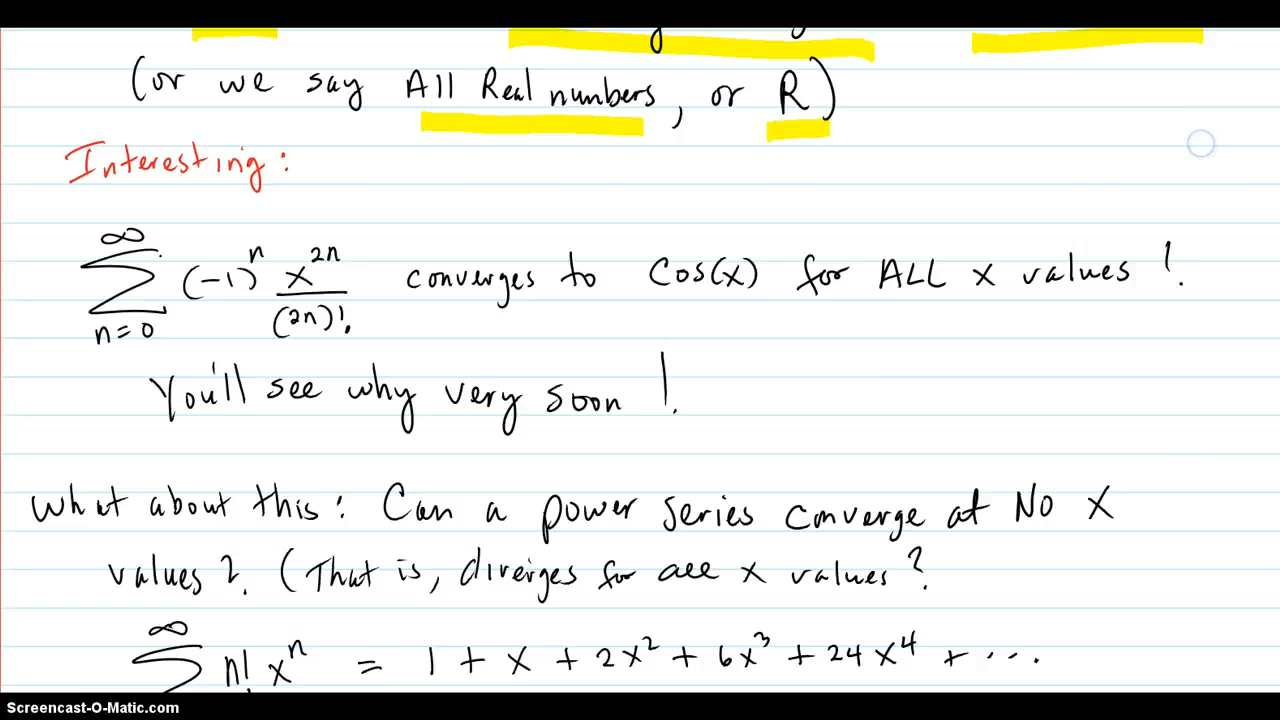 (or we say All Real numbers, or R)
Interesting:
∞
∑ (-1)^n x^{2n}/(2n)! converges to Cos(x) for ALL x values!
n=0
You'll see why very soon!
What about this: Can a power series converge at No X
values? (That is, diverges for all x values?
∞
∑ n! x^n = 1 + x + 2x^2 + 6x^3 + 24x^4 + ...
Screencast-O-Matic.com